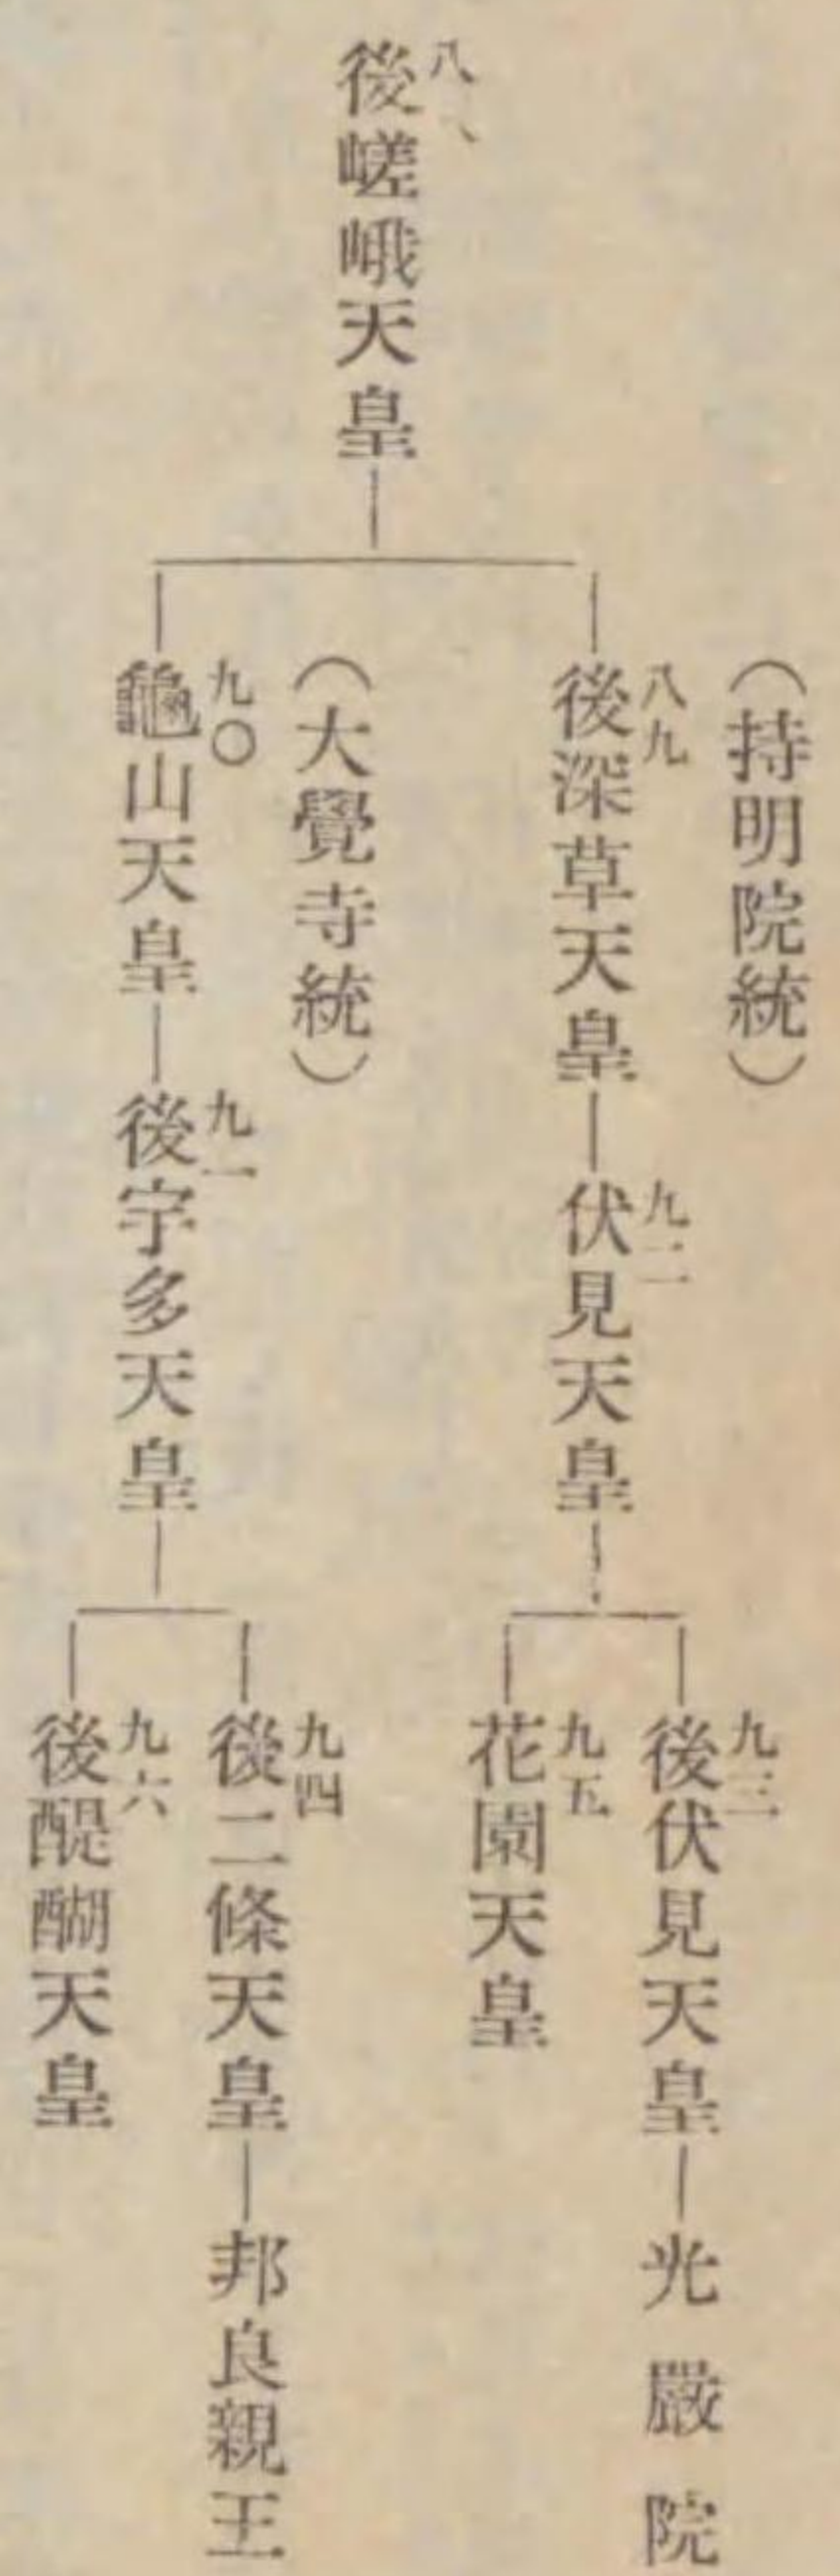 後嵯峨天皇
（持明院統）
八九
後深草天皇
九二
伏見天皇
九三
後伏見天皇
光嚴院
九五
花園天皇
（大覺寺統）
九〇
龜山天皇
九一
後宇多天皇
九四
後二條天皇
邦良親王
九六
後醍醐天皇